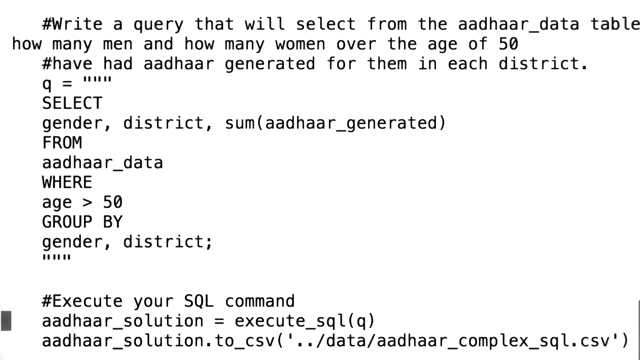 #Write a query that will select from the aadhaar_data table
how many men and how many women over the age of 50
#have had aadhaar generated for them in each district.
q = """
SELECT
gender, district, sum(aadhaar_generated)
FROM
aadhaar_data
WHERE
age > 50
GROUP BY
gender, district;
"""
#Execute your SQL command
aadhaar_solution = execute_sql(q)
aadhaar_solution.to_csv('../data/aadhaar_complex_sql.csv')